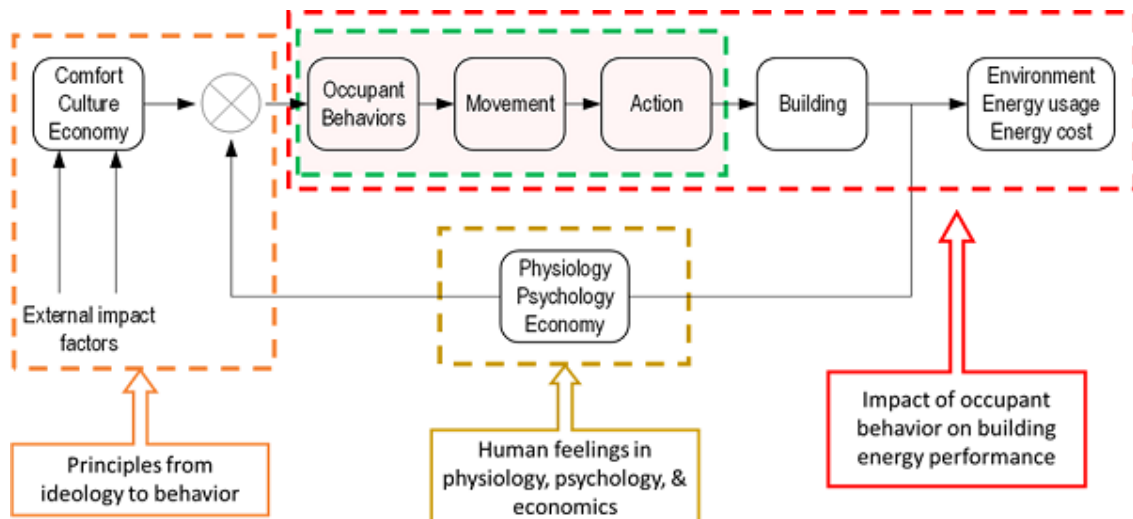 Comfort
Culture
Economy
Occupant
Behaviors
Movement
Action
Building
Environment
Energy usage
Energy cost
Physiology
Psychology
Economy
External impact
factors
Principles from
ideology to behavior
Human feelings in
physiology, psychology, &
economics
Impact of occupant
behavior on building
energy performance